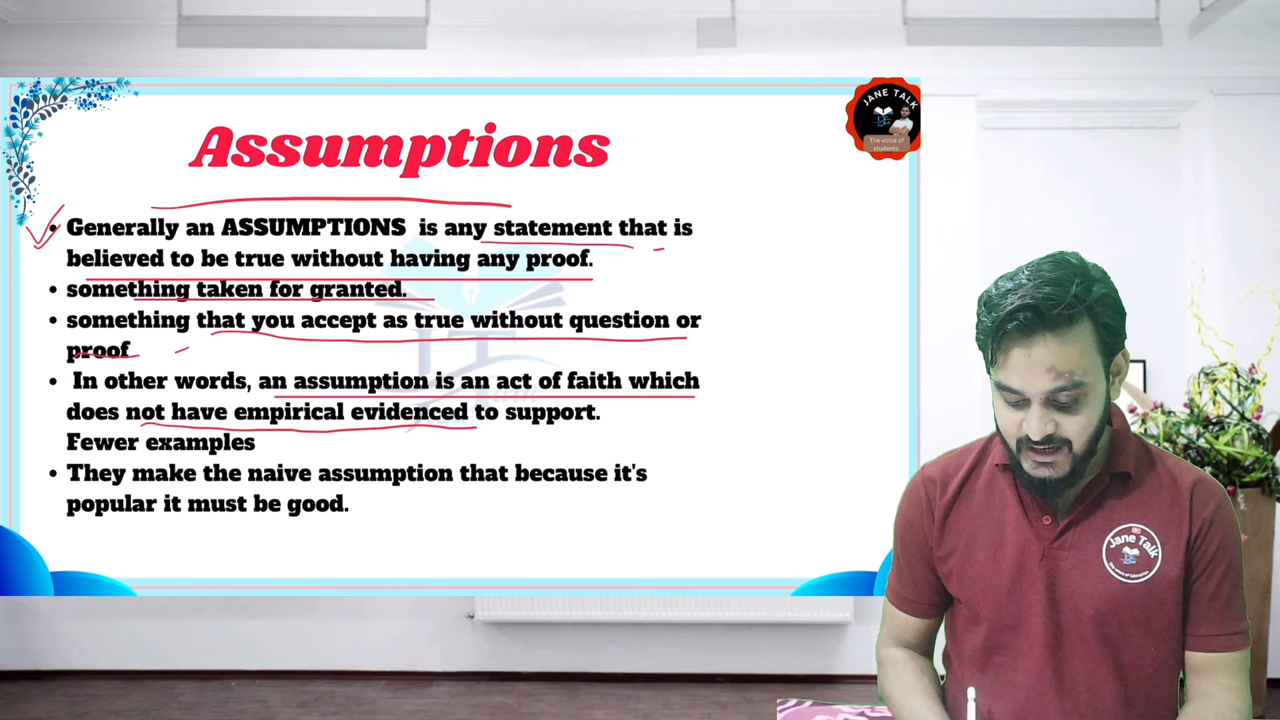 JANE TALK
The voice of
students
Assumptions
• Generally an ASSUMPTIONS is any statement that is
believed to be true without having any proof.
• something taken for granted.
• something that you accept as true without question or
proof
• In other words, an assumption is an act of faith which
does not have empirical evidenced to support.
Fewer examples
• They make the naive assumption that because it's
popular it must be good.
Jane Talk